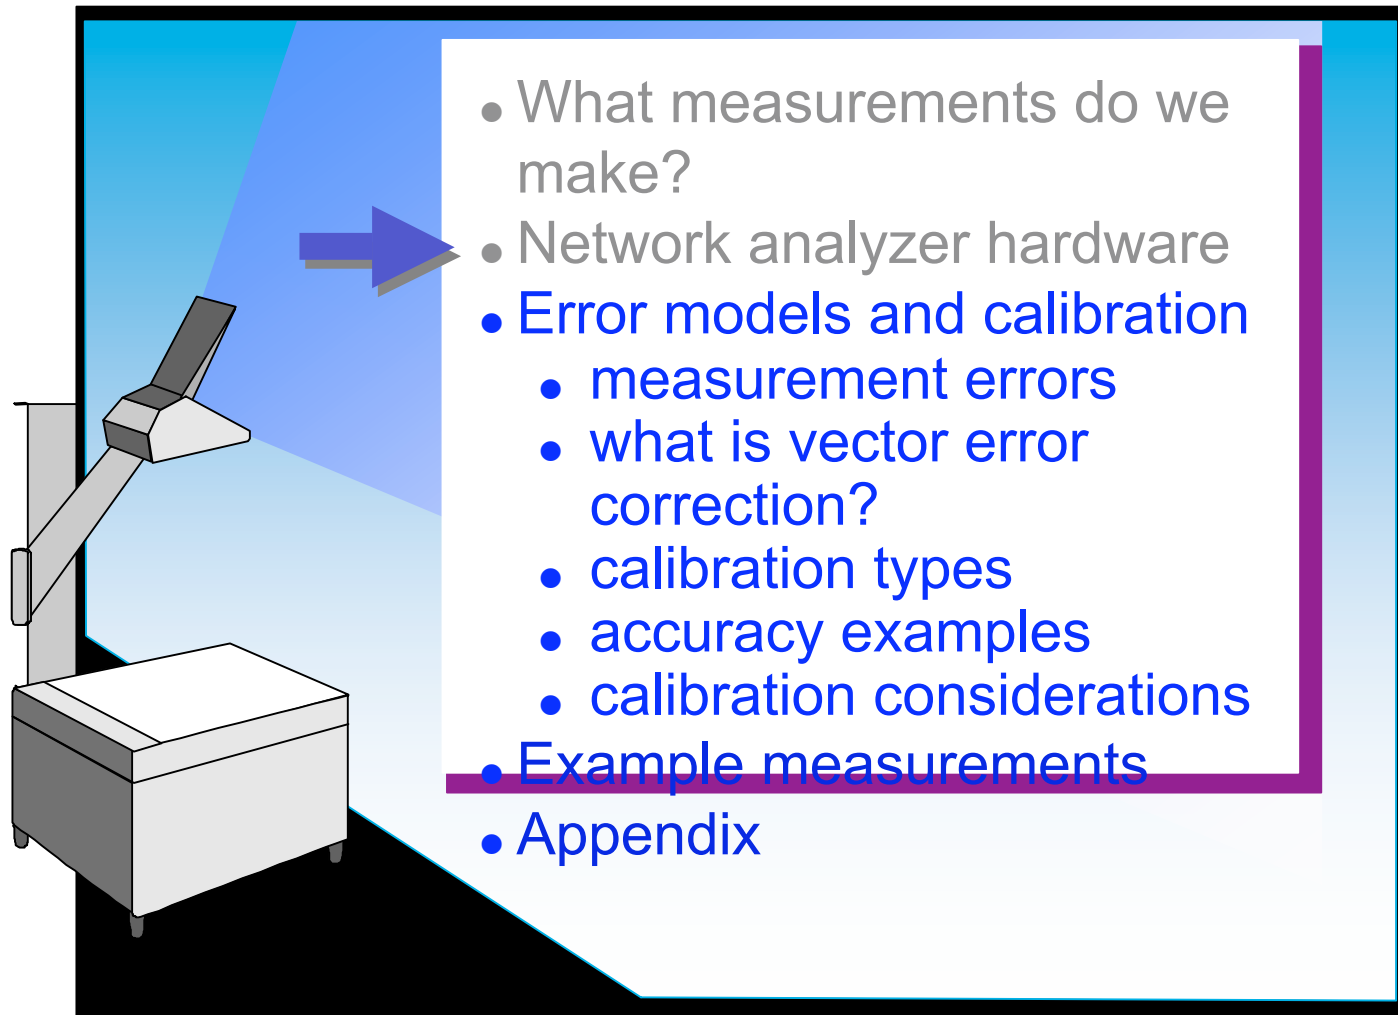 ● What measurements do we
make?
● Network analyzer hardware
● Error models and calibration
● measurement errors
● what is vector error
correction?
● calibration types
● accuracy examples
● calibration considerations
● Example measurements
● Appendix